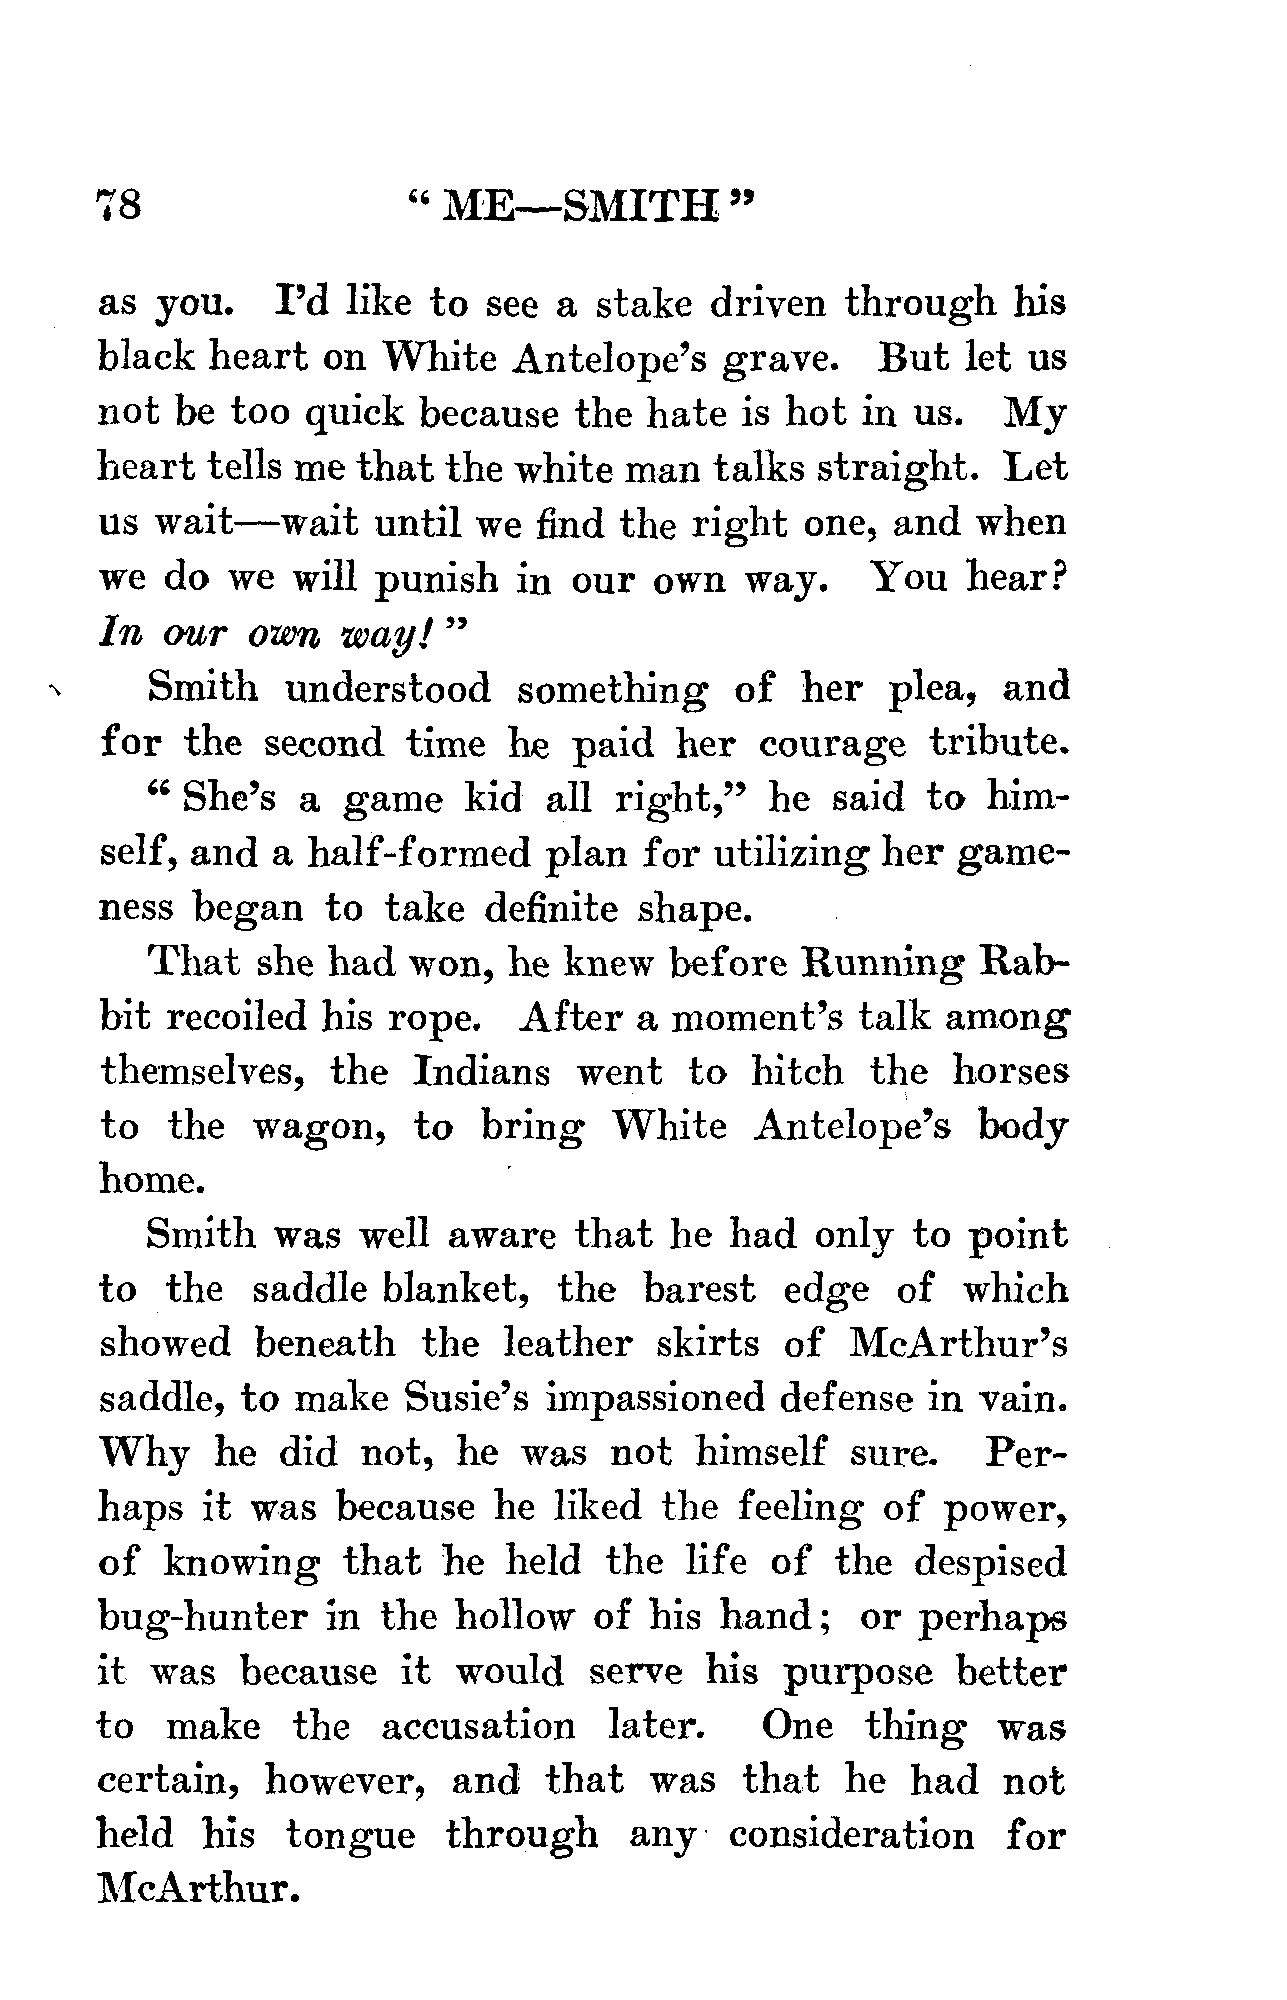 78 “ ME—SMITH ”
as you. I’d like to see a stake driven through his
black heart on White Antelope’s grave. But let us
not be too quick because the hate is hot in us. My
heart tells me that the white man talks straight. Let
us wait—wait until we find the right one, and when
we do we will punish in our own way. You hear?
In our own way! ”
Smith understood something of her plea, and
for the second time he paid her courage tribute.
“ She’s a game kid all right,” he said to him-
self, and a half-formed plan for utilizing her game-
ness began to take definite shape.
That she had won, he knew before Running Rab-
bit recoiled his rope. After a moment’s talk among
themselves, the Indians went to hitch the horses
to the wagon, to bring White Antelope’s body
home.
Smith was well aware that he had only to point
to the saddle blanket, the barest edge of which
showed beneath the leather skirts of McArthur’s
saddle, to make Susie’s impassioned defense in vain.
Why he did not, he was not himself sure. Per-
haps it was because he liked the feeling of power,
of knowing that he held the life of the despised
bug-hunter in the hollow of his hand; or perhaps
it was because it would serve his purpose better
to make the accusation later. One thing was
certain, however, and that was that he had not
held his tongue through any consideration for
McArthur.